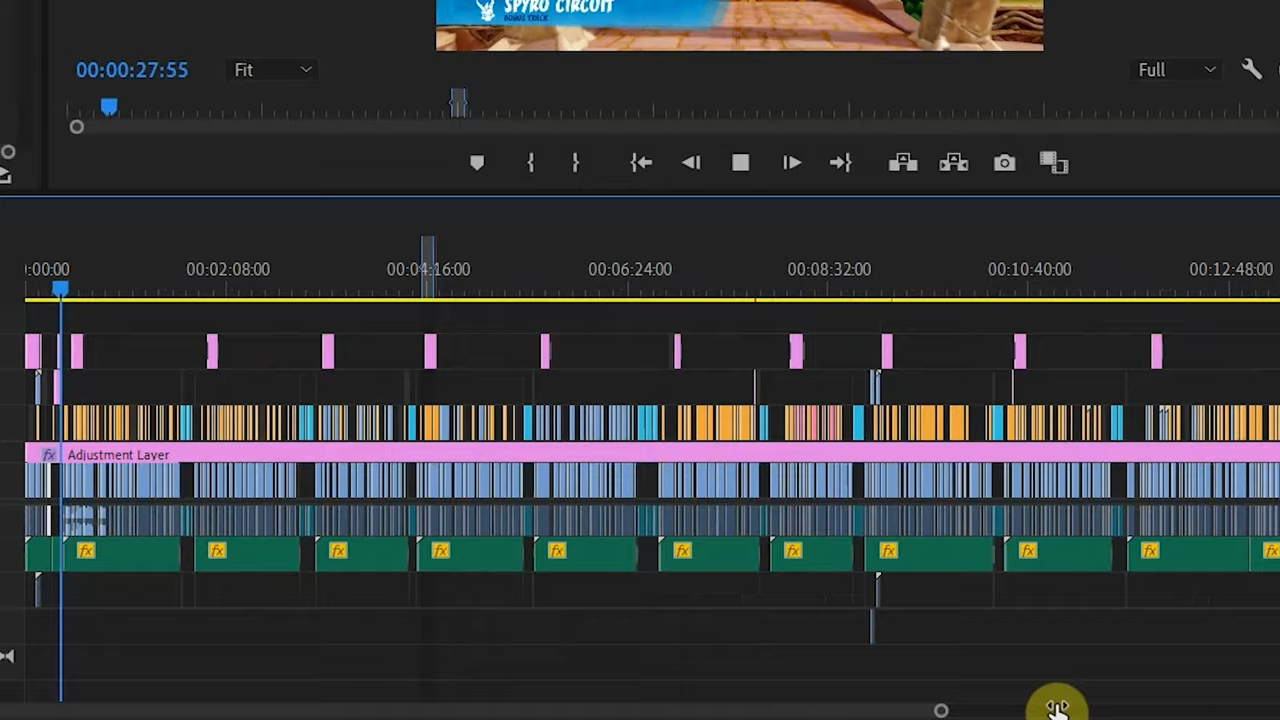 SPYRO CIRCUIT
BONUS TRACK
00:00:27:55
Fit
Full
:00:00
00:02:08:00
00:04:16:00
00:06:24:00
00:08:32:00
00:10:40:00
00:12:48:00
fx Adjustment Layer
fx fx fx fx fx fx fx fx fx fx fx